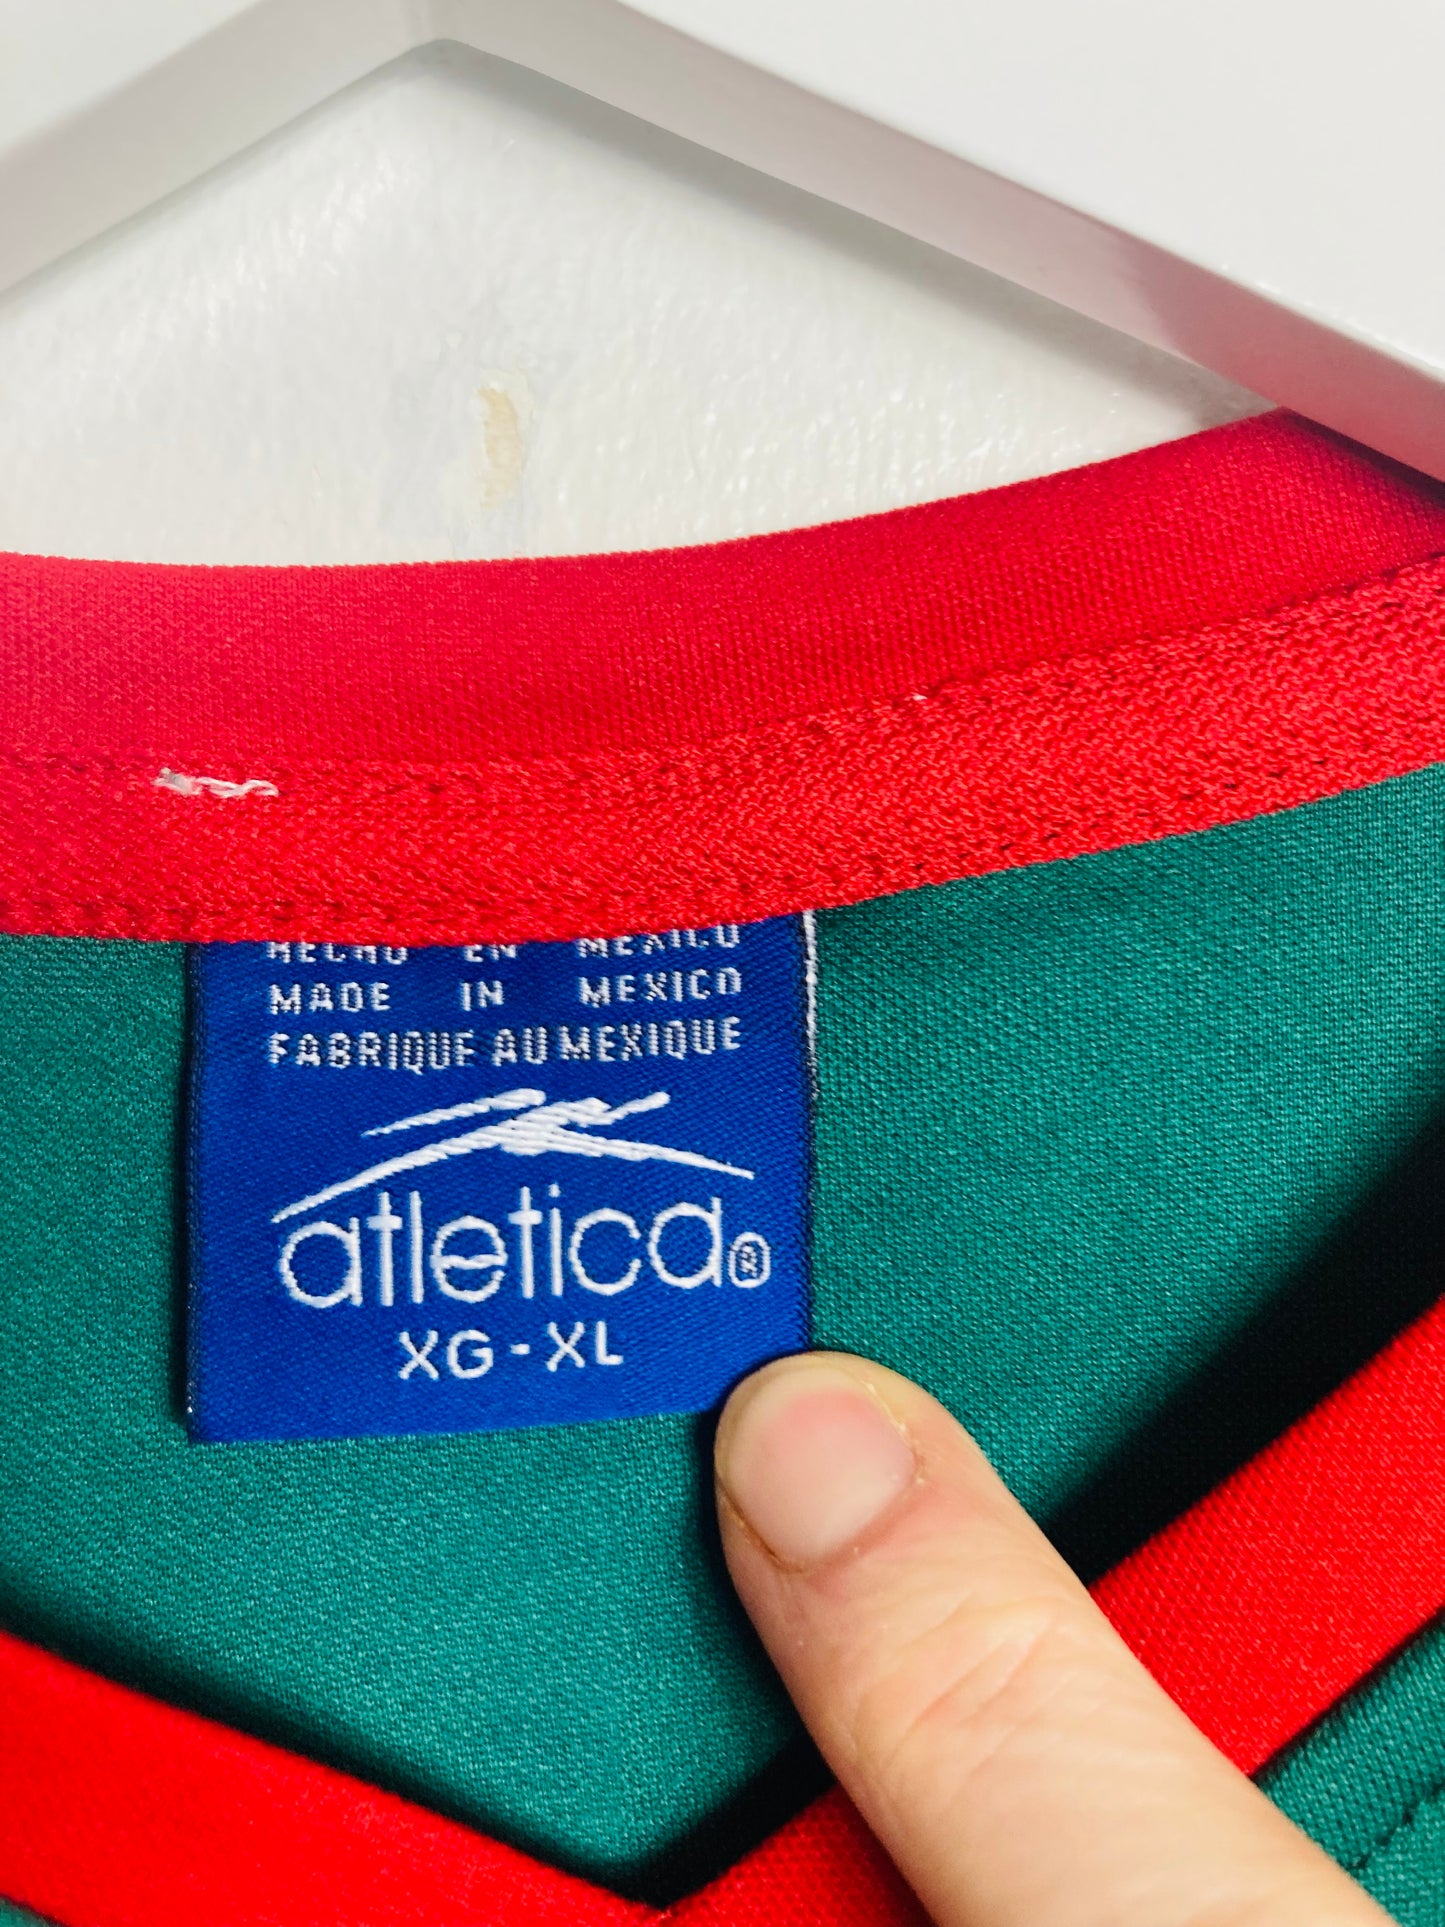 HECHO EN MEXICO
MADE IN MEXICO
FABRIQUE AU MEXIQUE
atletica®
XG-XL